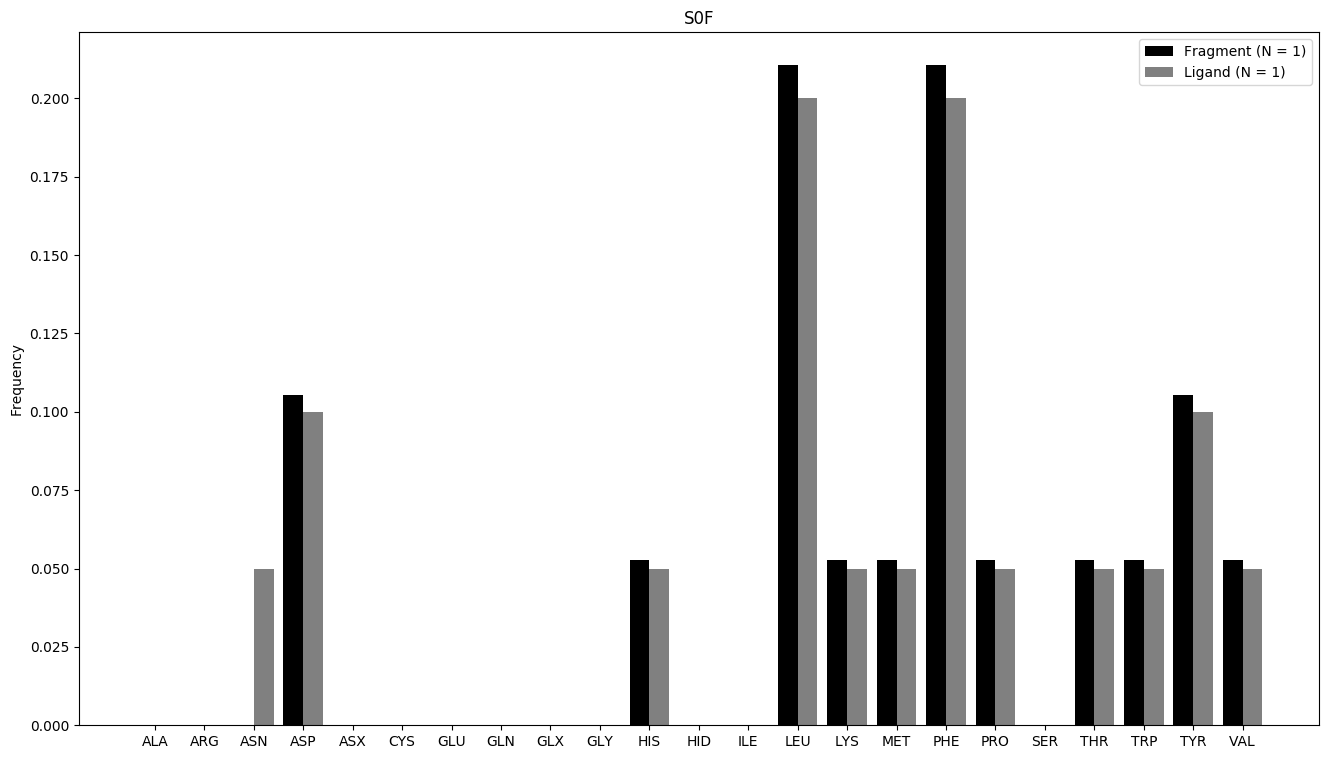 S0F
Fragment (N = 1)
Ligand (N = 1)
Frequency
0.200
0.175
0.150
0.125
0.100
0.075
0.050
0.025
0.000
ALA ARG ASN ASP ASX CYS GLU GLN GLX GLY HIS HID ILE LEU LYS MET PHE PRO SER THR TRP TYR VAL